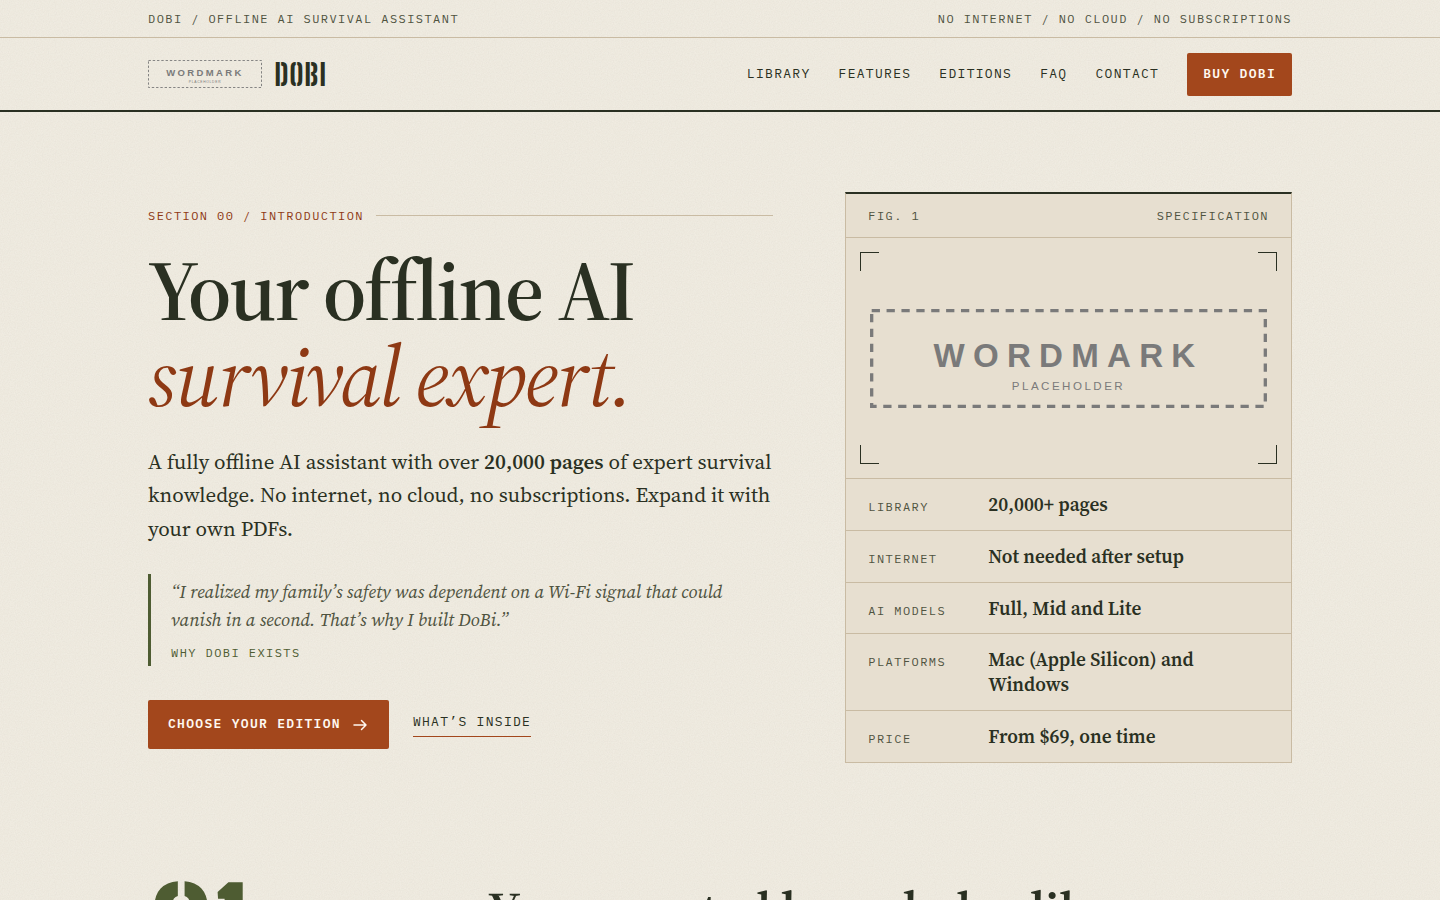 DOBI / OFFLINE AI SURVIVAL ASSISTANT
NO INTERNET / NO CLOUD / NO SUBSCRIPTIONS
WORDMARK
PLACEHOLDER
DOBI
LIBRARY
FEATURES
EDITIONS
FAQ
CONTACT
BUY DOBI
SECTION 00 / INTRODUCTION
Your offline AI
survival expert.
A fully offline AI assistant with over 20,000 pages of expert survival
knowledge. No internet, no cloud, no subscriptions. Expand it with
your own PDFs.
“I realized my family’s safety was dependent on a Wi-Fi signal that could
vanish in a second. That’s why I built DoBi.”
WHY DOBI EXISTS
CHOOSE YOUR EDITION →
WHAT’S INSIDE
FIG. 1
SPECIFICATION
WORDMARK
PLACEHOLDER
LIBRARY
20,000+ pages
INTERNET
Not needed after setup
AI MODELS
Full, Mid and Lite
PLATFORMS
Mac (Apple Silicon) and
Windows
PRICE
From $69, one time
01